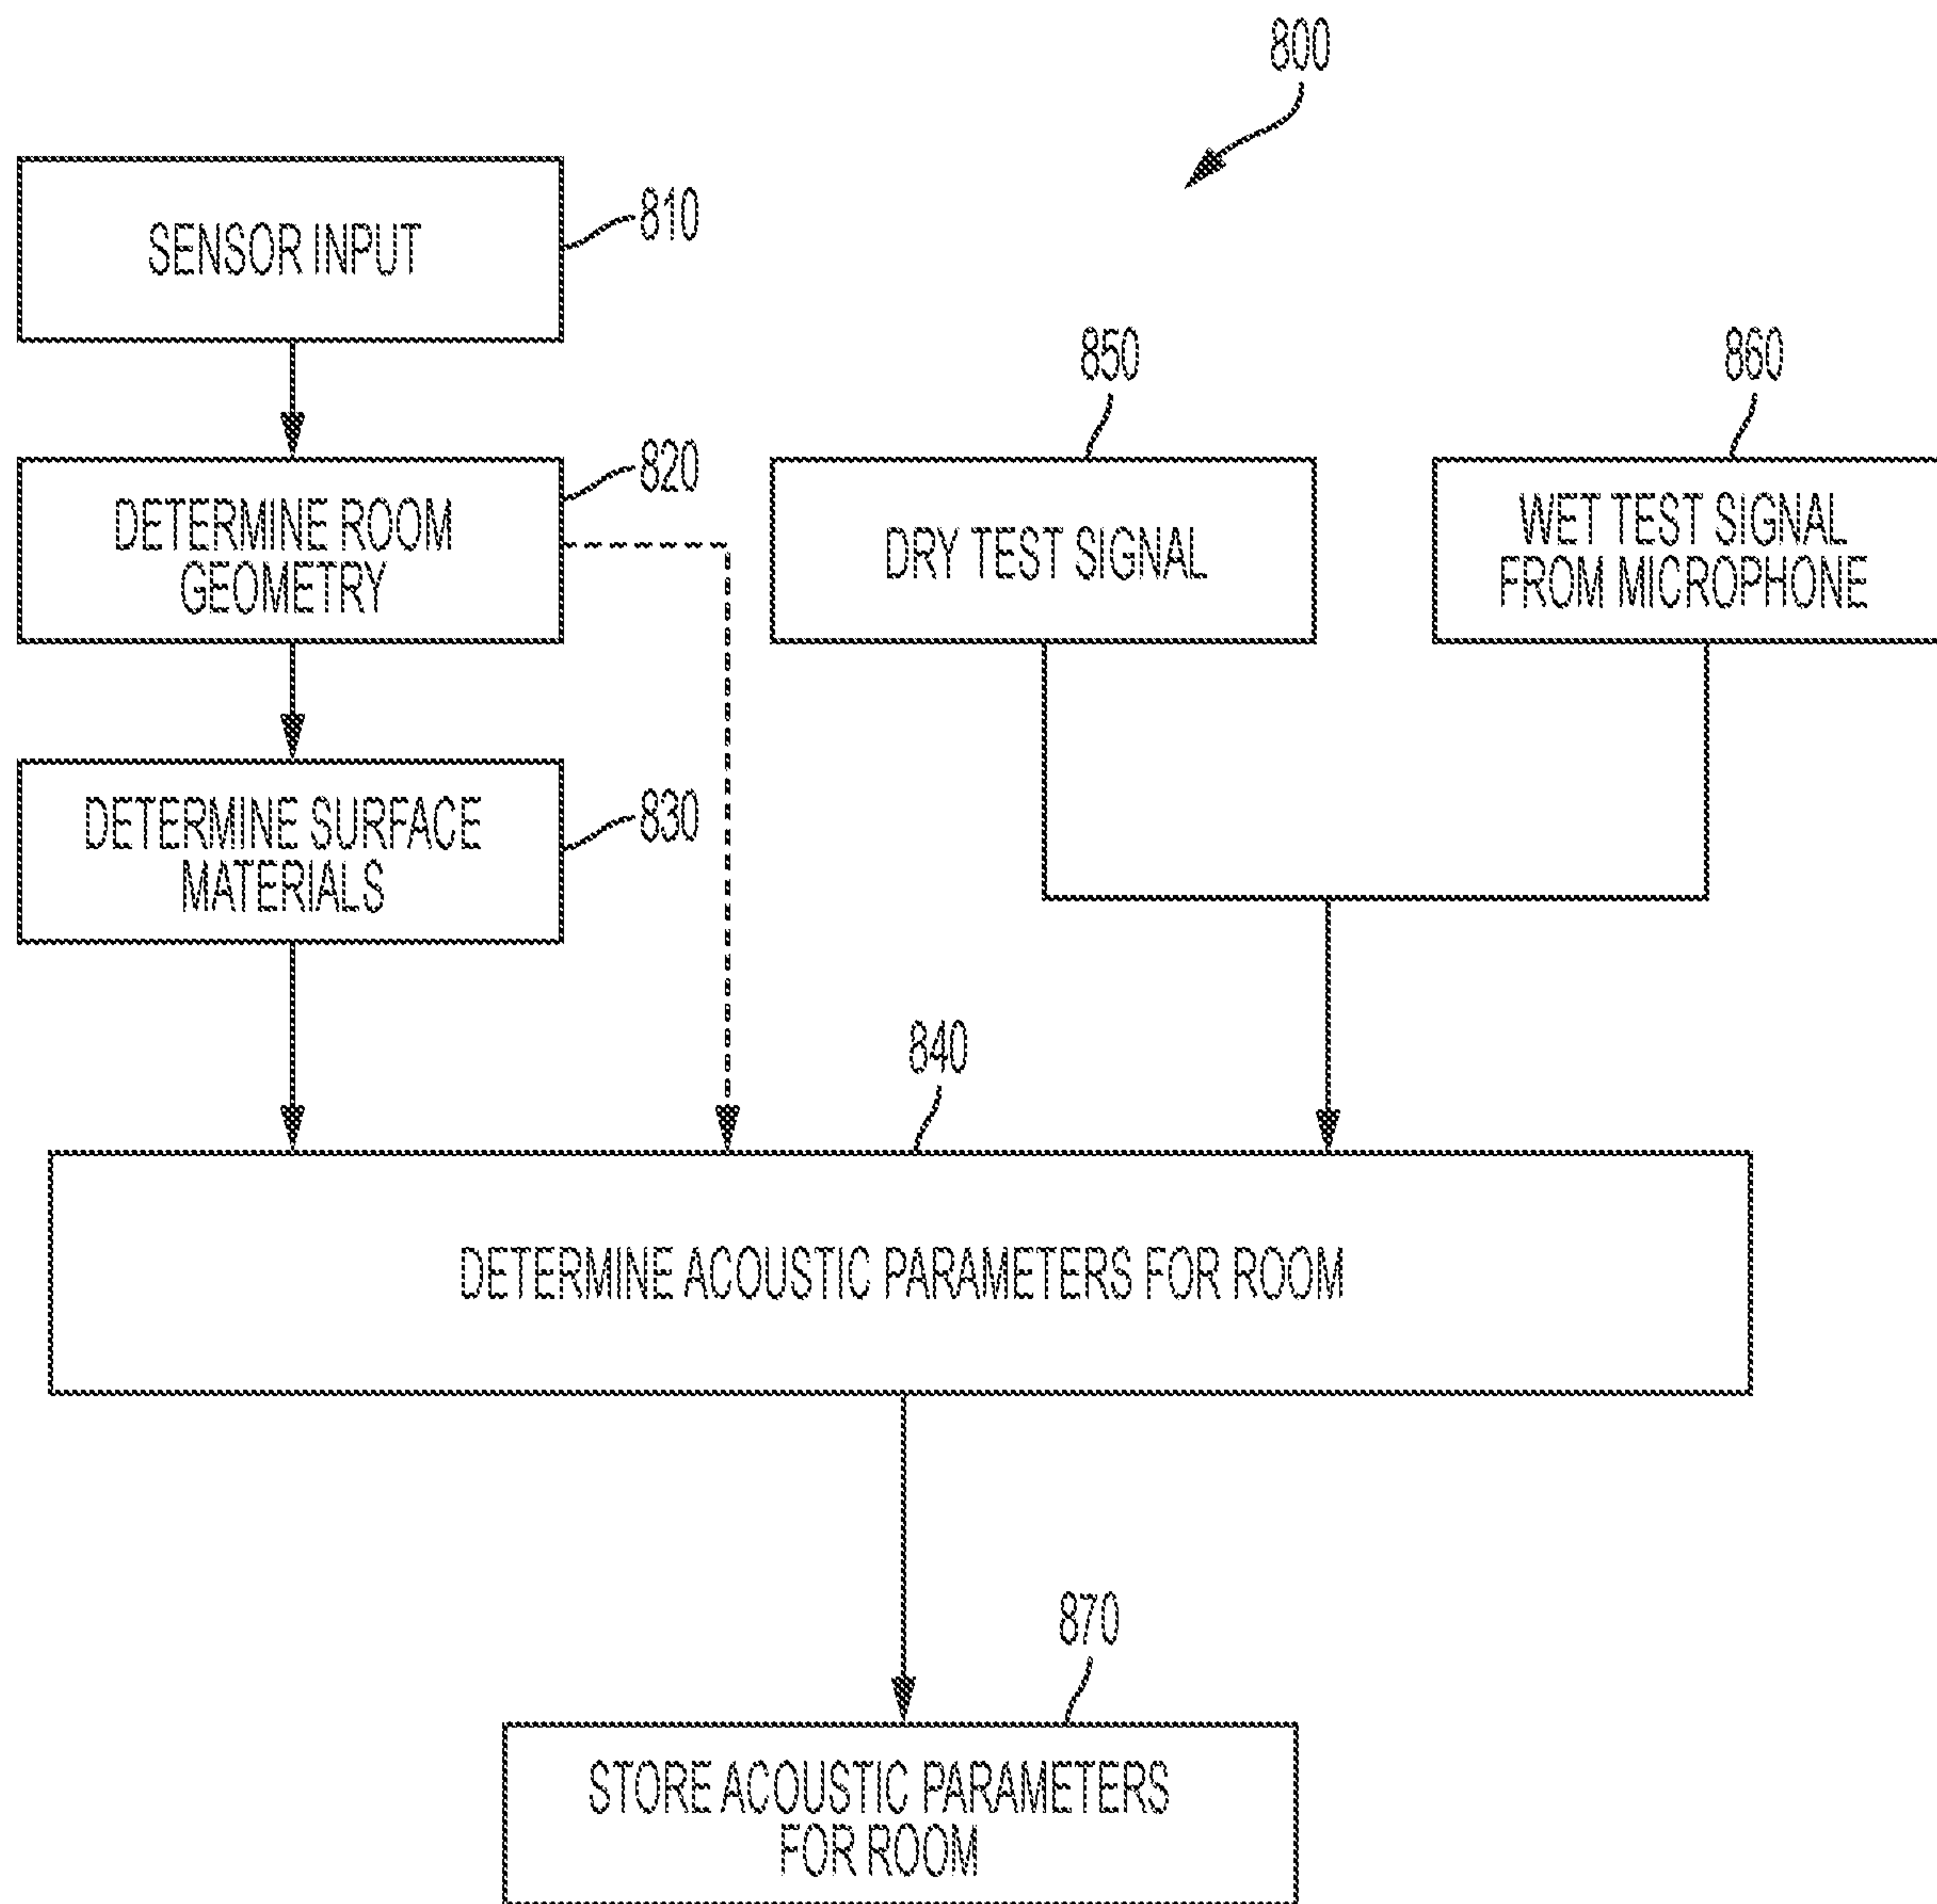 800
SENSOR INPUT
810
850
860
DETERMINE ROOM
GEOMETRY
820
DRY TEST SIGNAL
WET TEST SIGNAL
FROM MICROPHONE
DETERMINE SURFACE
MATERIALS
830
840
DETERMINE ACOUSTIC PARAMETERS FOR ROOM
870
STORE ACOUSTIC PARAMETERS
FOR ROOM